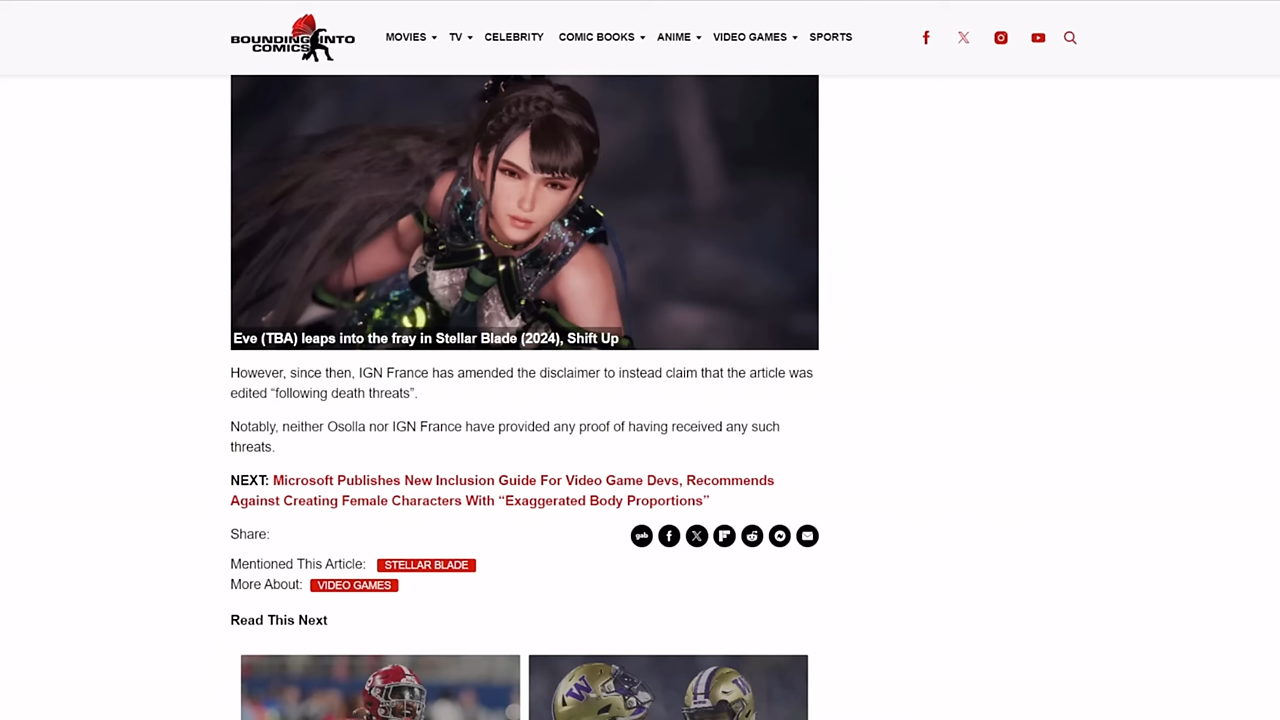 BOUNDING INTO
COMICS
MOVIES TV CELEBRITY COMIC BOOKS ANIME VIDEO GAMES SPORTS
Eve (TBA) leaps into the fray in Stellar Blade (2024), Shift Up
However, since then, IGN France has amended the disclaimer to instead claim that the article was
edited “following death threats”.
Notably, neither Osolla nor IGN France have provided any proof of having received any such
threats.
NEXT: Microsoft Publishes New Inclusion Guide For Video Game Devs, Recommends
Against Creating Female Characters With “Exaggerated Body Proportions”
Share:
gab
Mentioned This Article: STELLAR BLADE
More About: VIDEO GAMES
Read This Next
W
W